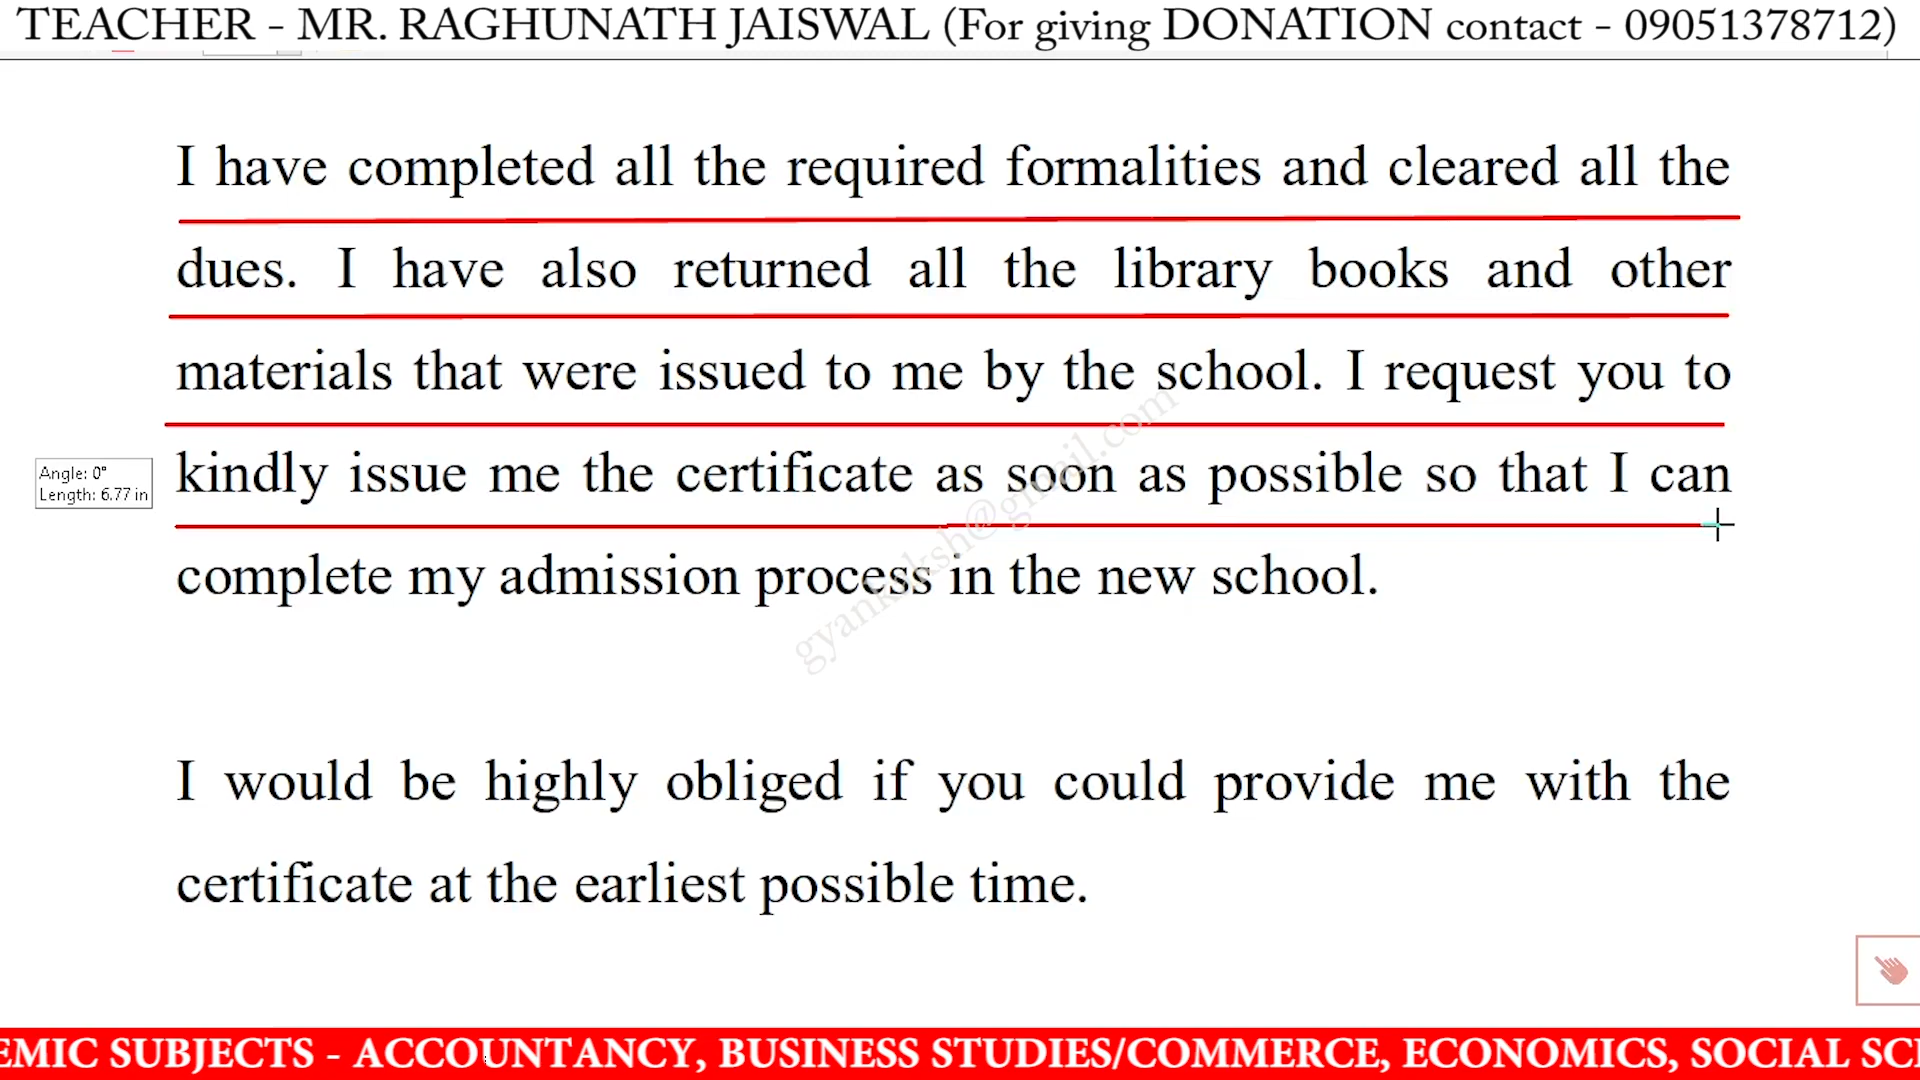 TEACHER - MR. RAGHUNATH JAISWAL (For giving DONATION contact - 09051378712)
I have completed all the required formalities and cleared all the
dues. I have also returned all the library books and other
materials that were issued to me by the school. I request you to
Angle: 0°
Length: 6.77 in
kindly issue me the certificate as soon as possible so that I can
complete my admission process in the new school.
I would be highly obliged if you could provide me with the
certificate at the earliest possible time.
EMIC SUBJECTS - ACCOUNTANCY, BUSINESS STUDIES/COMMERCE, ECONOMICS, SOCIAL SC